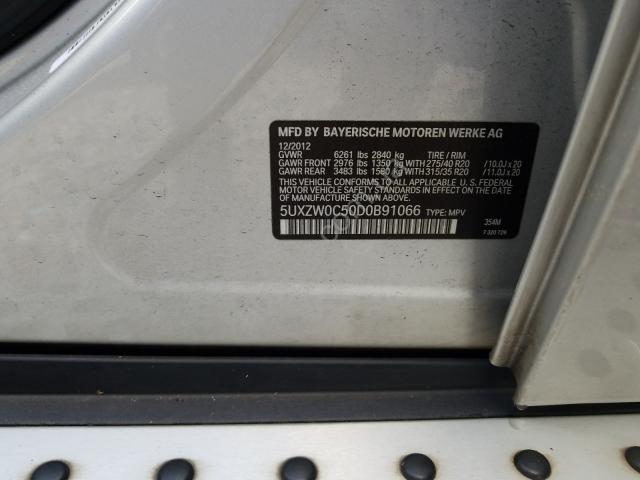 MFD BY BAYERISCHE MOTOREN WERKE AG
12/2012
GVWR 6261 lbs 2840 kg TIRE / RIM
GAWR FRONT 2976 lbs 1350 kg WITH 275/40 R20 /10.0J x 20
GAWR REAR 3483 lbs 1580 kg WITH 315/35 R20 /11.0J x 20
THIS VEHICLE CONFORMS TO ALL APPLICABLE U.S. FEDERAL
MOTOR VEHICLE SAFETY STANDARDS IN EFFECT ON THE DATE
OF MANUFACTURE SHOWN ABOVE.
5UXZW0C50D0B91066 TYPE: MPV
354M
7 320 729